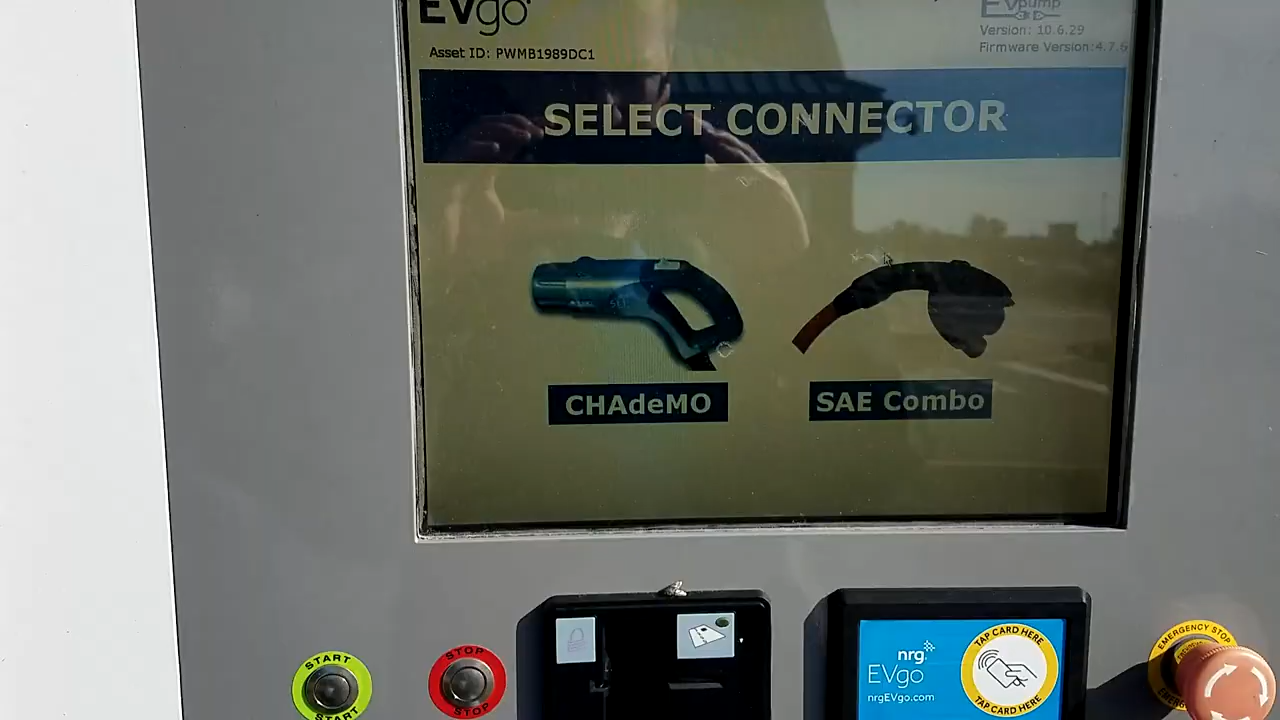 EVgo
Asset ID: PWMB1989DC1
EVpump
Version: 10.6.29
Firmware Version:4.7.6
SELECT CONNECTOR
CHAdeMO
SAE Combo
START
START
STOP
STOP
nrg
EVgo
nrgEVgo.com
TAP CARD HERE
TAP CARD HERE
EMERGENCY STOP